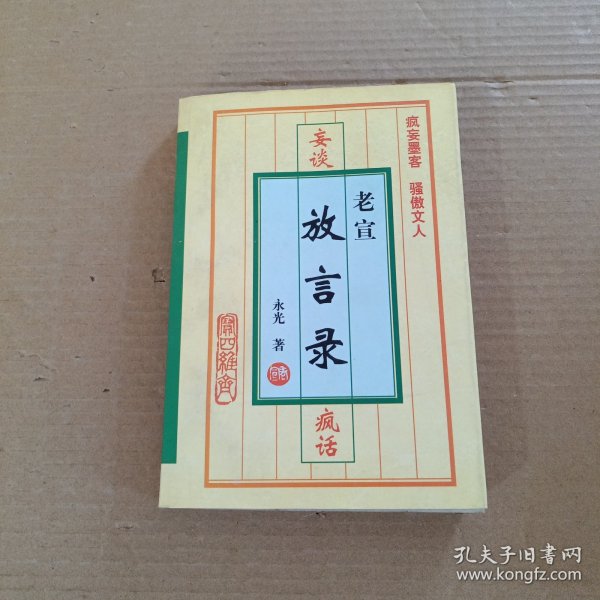 疯妄墨客 骚傲文人
妄谈
老宣
放言录
永光 著
疯话
孔夫子旧书网
www.kongfz.com